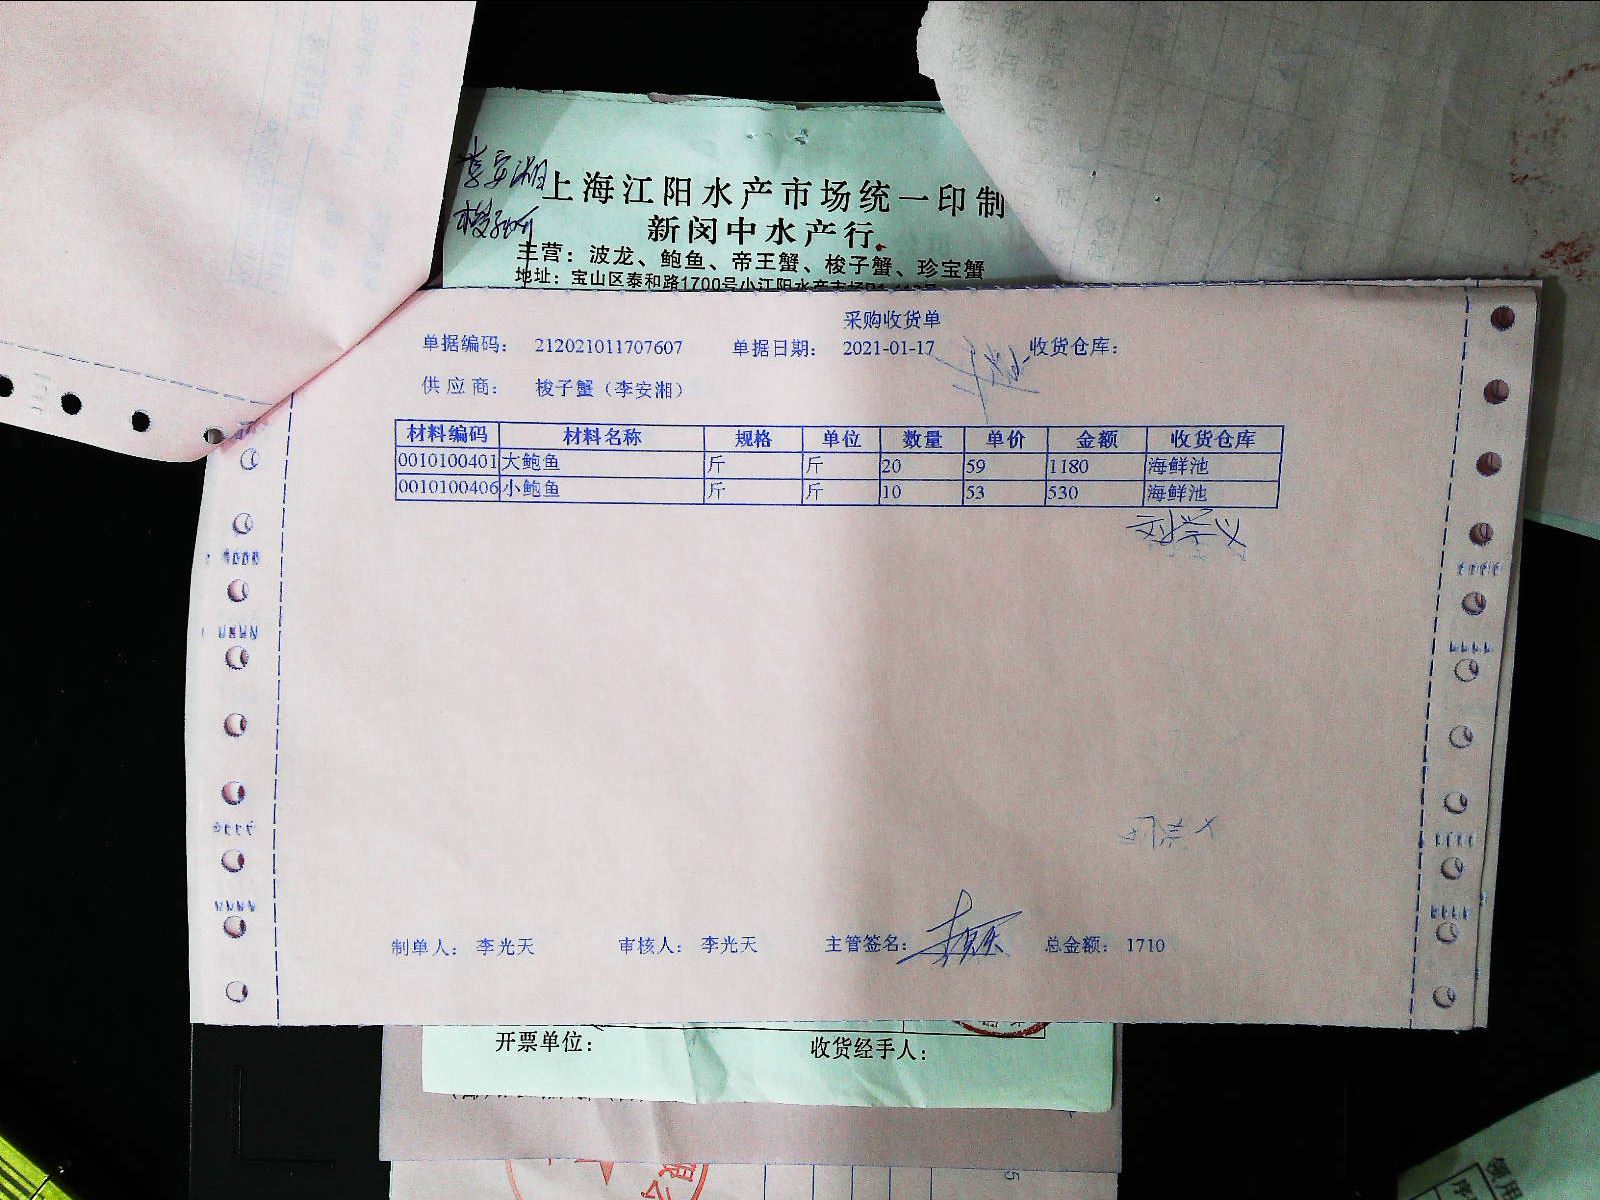 李安湘
梭子蟹
上海江阳水产市场统一印制
新闵中水产行
主营：波龙、鲍鱼、帝王蟹、梭子蟹、珍宝蟹
地址：宝山区泰和路1700号小江阳水产市场
采购收货单
单据编码： 212021011707607 单据日期： 2021-01-17 收货仓库：
供应商： 梭子蟹（李安湘）
材料编码 材料名称 规格 单位 数量 单价 金额 收货仓库
0010100401 大鲍鱼 斤 斤 20 59 1180 海鲜池
0010100406 小鲍鱼 斤 斤 10 53 530 海鲜池
制单人： 李光天 审核人： 李光天 主管签名： 总金额： 1710
开票单位： 收货经手人：